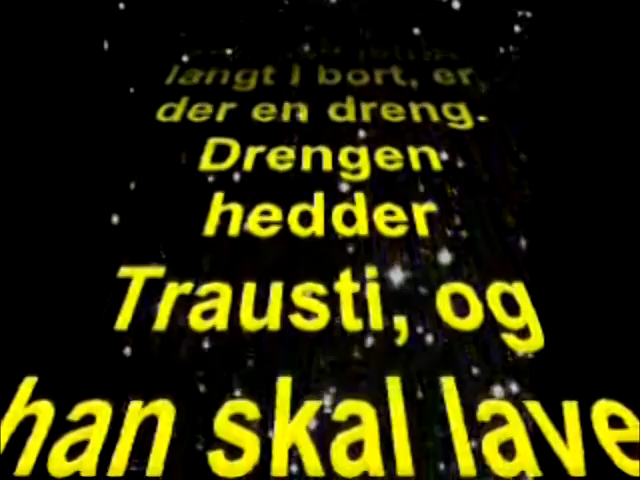 langt i bort, er
der en dreng.
Drengen
hedder
Trausti, og
han skal lave